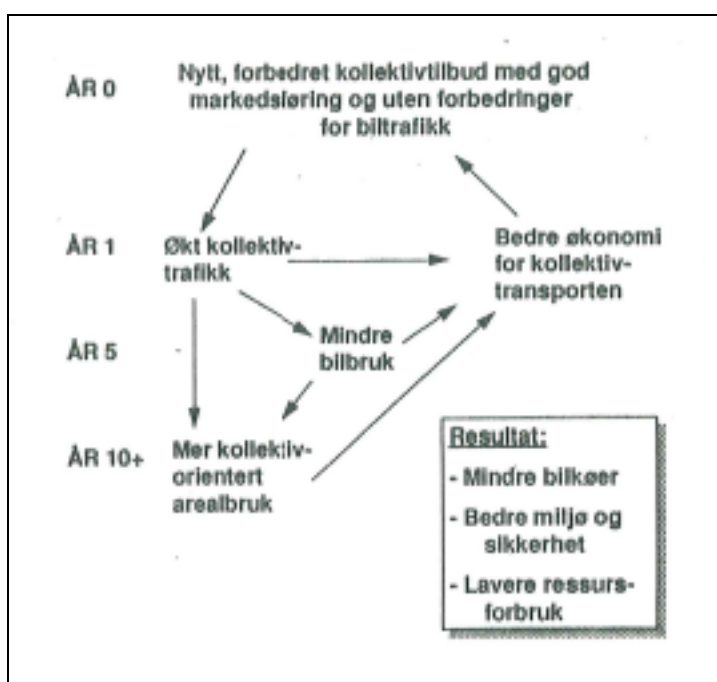 ÅR 0
Nytt, forbedret kollektivtilbud med god
markedsføring og uten forbedringer
for biltrafikk
ÅR 1
Økt kollektiv-
trafikk
Bedre økonomi
for kollektiv-
transporten
ÅR 5
Mindre
bilbruk
ÅR 10+
Mer kollektiv-
orientert
arealbruk
Resultat:
- Mindre bilkøer
- Bedre miljø og
sikkerhet
- Lavere ressurs-
forbruk